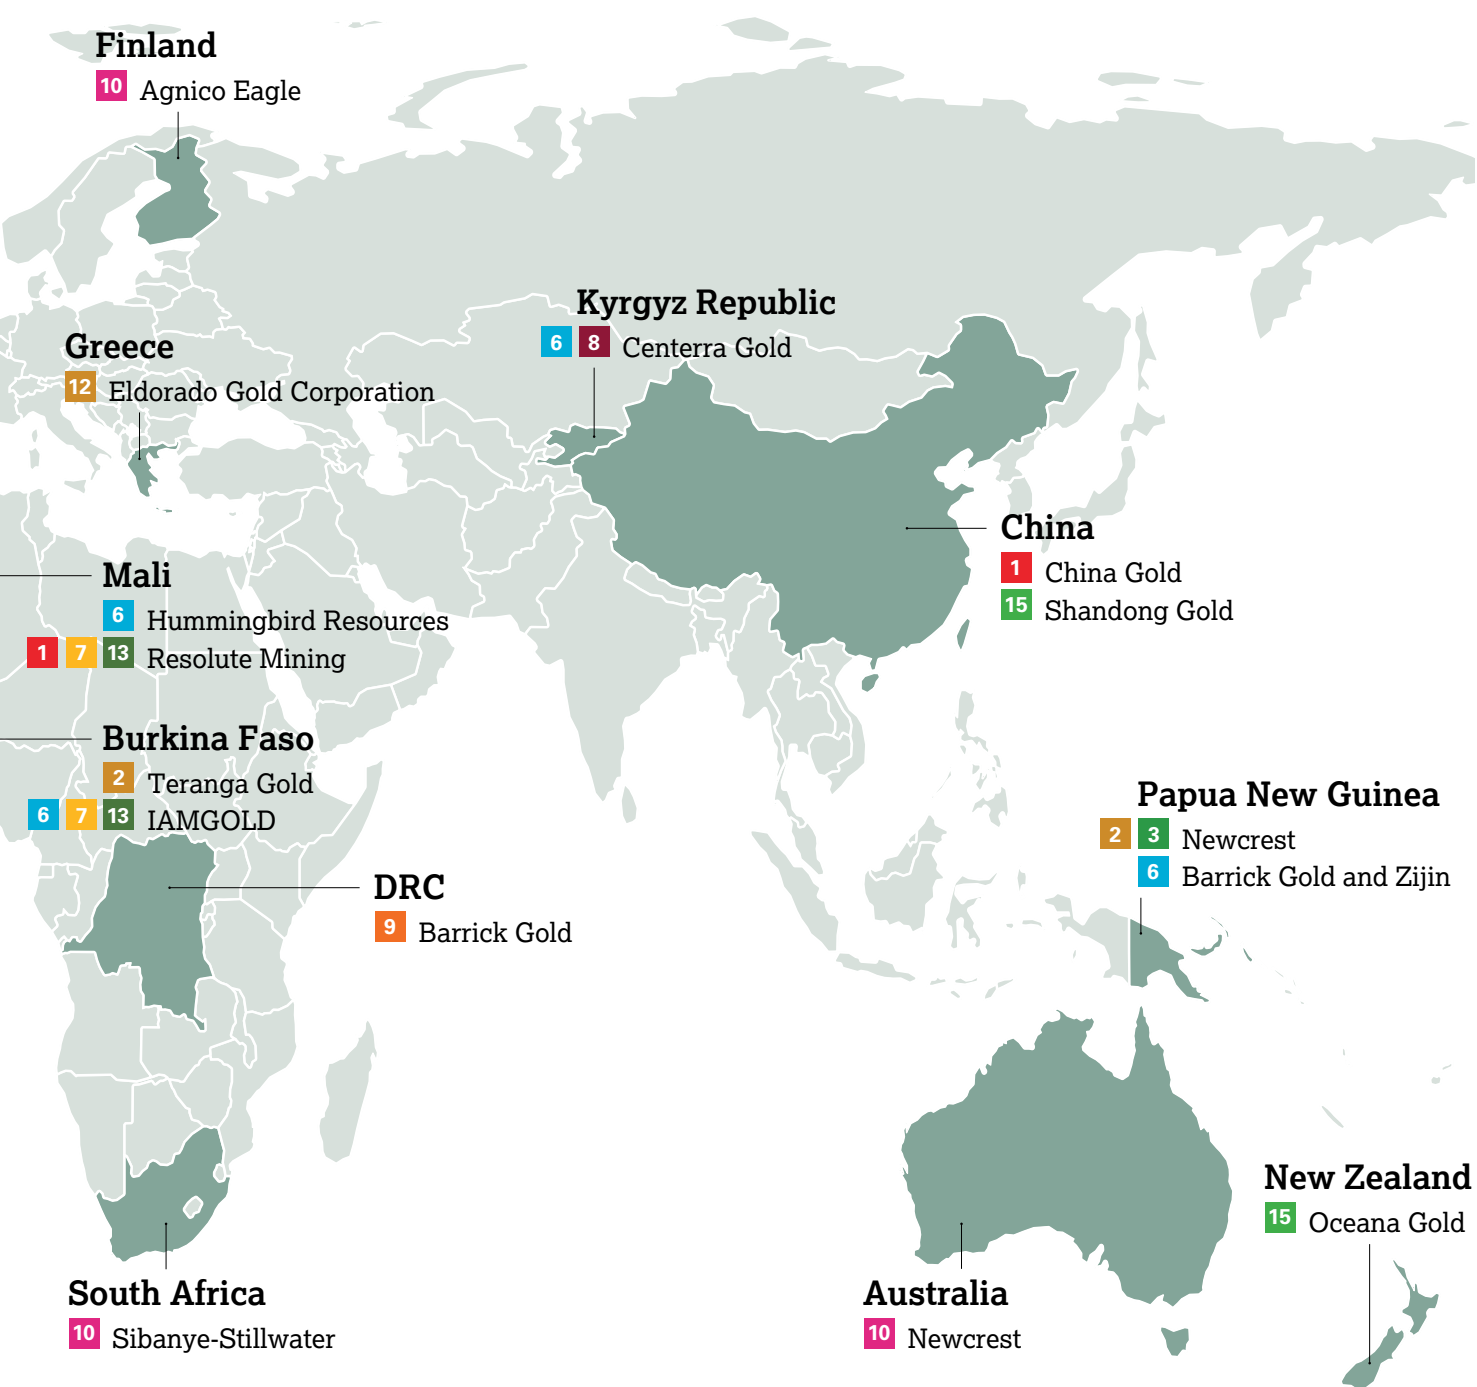 Finland
10 Agnico Eagle
Kyrgyz Republic
6 8 Centerra Gold
Greece
12 Eldorado Gold Corporation
China
1 China Gold
15 Shandong Gold
Mali
6 Hummingbird Resources
1 7 13 Resolute Mining
Burkina Faso
2 Teranga Gold
6 7 13 IAMGOLD
Papua New Guinea
2 3 Newcrest
6 Barrick Gold and Zijin
DRC
9 Barrick Gold
New Zealand
15 Oceana Gold
South Africa
10 Sibanye-Stillwater
Australia
10 Newcrest